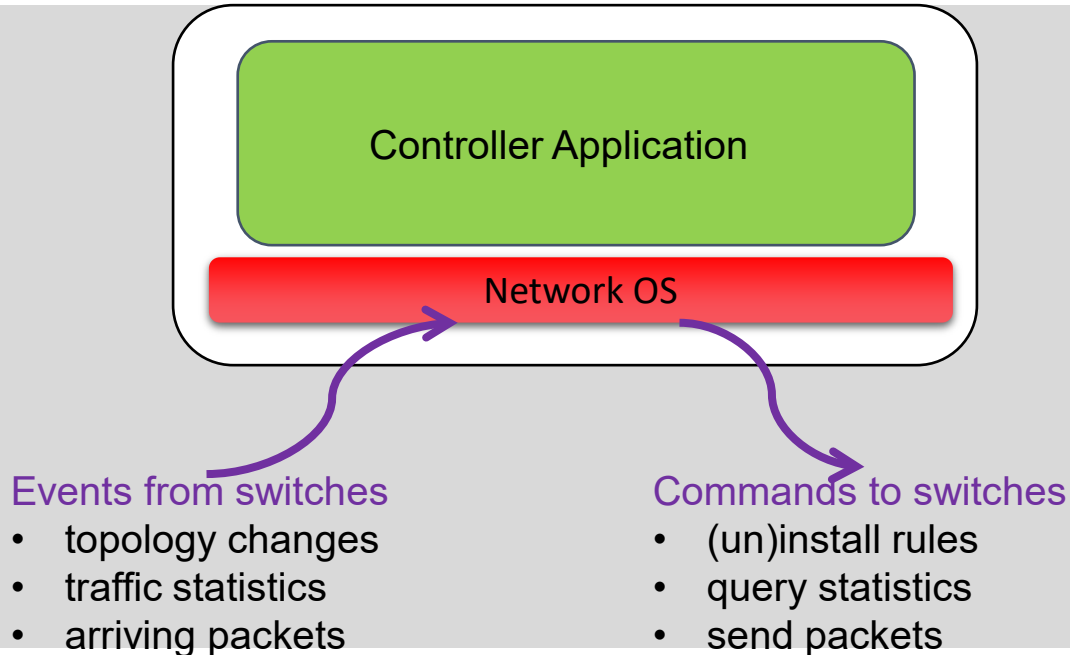 Controller Application
Network OS
Events from switches
• topology changes
• traffic statistics
• arriving packets
Commands to switches
• (un)install rules
• query statistics
• send packets